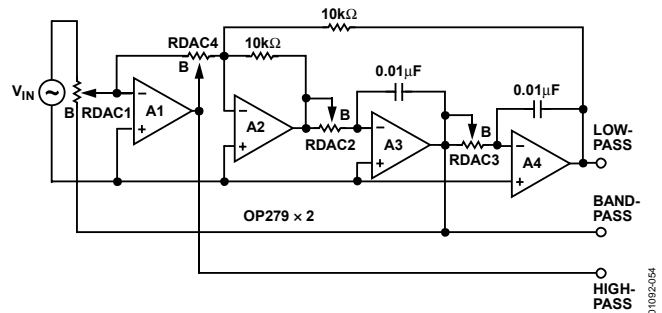 10kΩ
RDAC4
10kΩ
B
0.01µF
0.01µF
VIN
B
RDAC1
A1
A2
RDAC2
A3
B
RDAC3
A4
LOW-
PASS
BAND-
PASS
OP279 × 2
HIGH-
PASS
01092-054